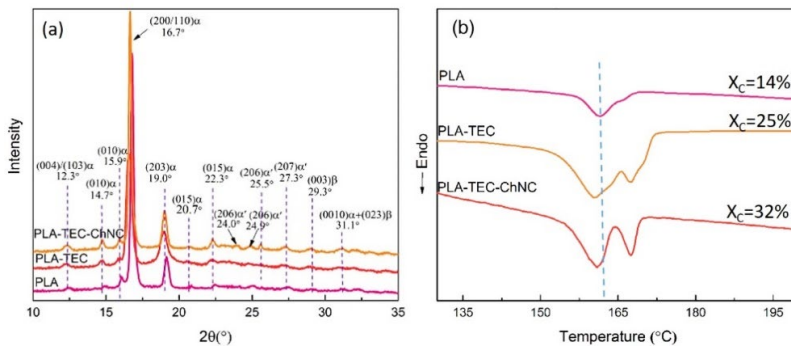 (a)
(200/110)α
16.7°
(010)α
15.9°
(004)/(103)α
12.3°
(010)α
14.7°
(203)α
19.0°
(015)α
20.7°
(015)α
22.3°
(206)α'
24.0°
(206)α'
24.9°
(206)α'
25.5°
(207)α'
27.3°
(003)β
29.3°
(0010)α+(023)β
31.1°
PLA-TEC-ChNC
PLA-TEC
PLA
Intensity
10 15 20 25 30 35
2θ(°)
(b)
PLA
X_C=14%
PLA-TEC
X_C=25%
PLA-TEC-ChNC
X_C=32%
Endo
135 150 165 180 195
Temperature (°C)